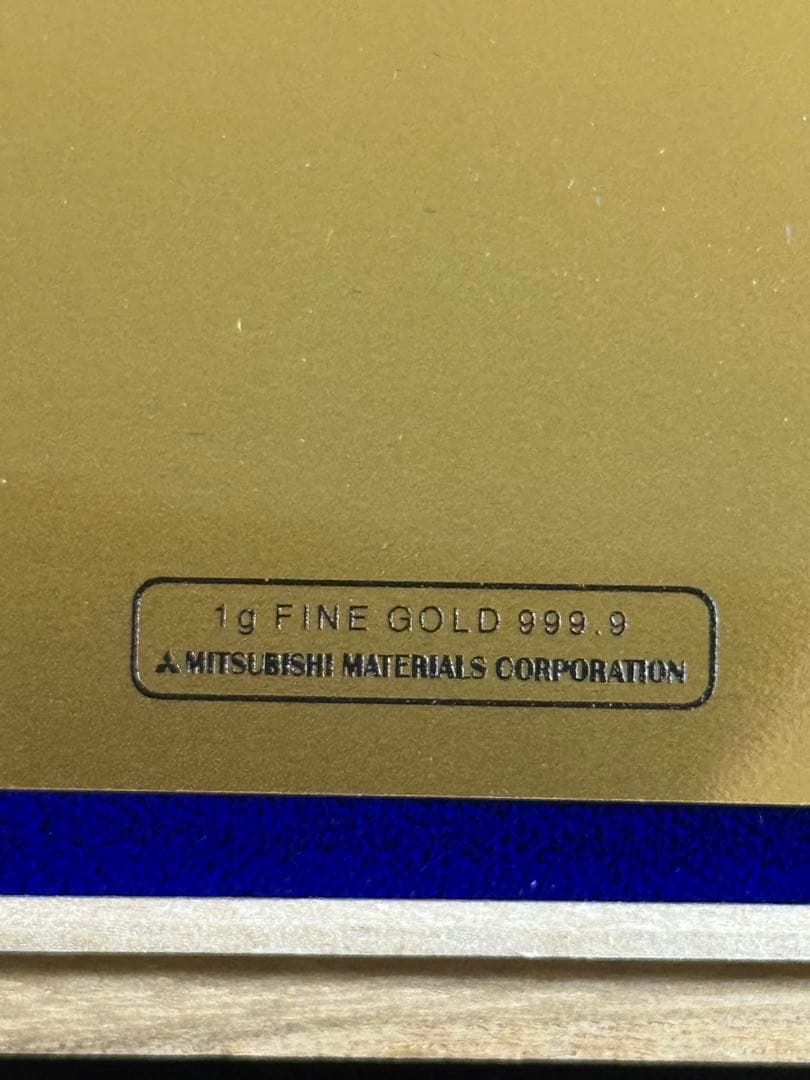 1g FINE GOLD 999.9
MITSUBISHI MATERIALS CORPORATION